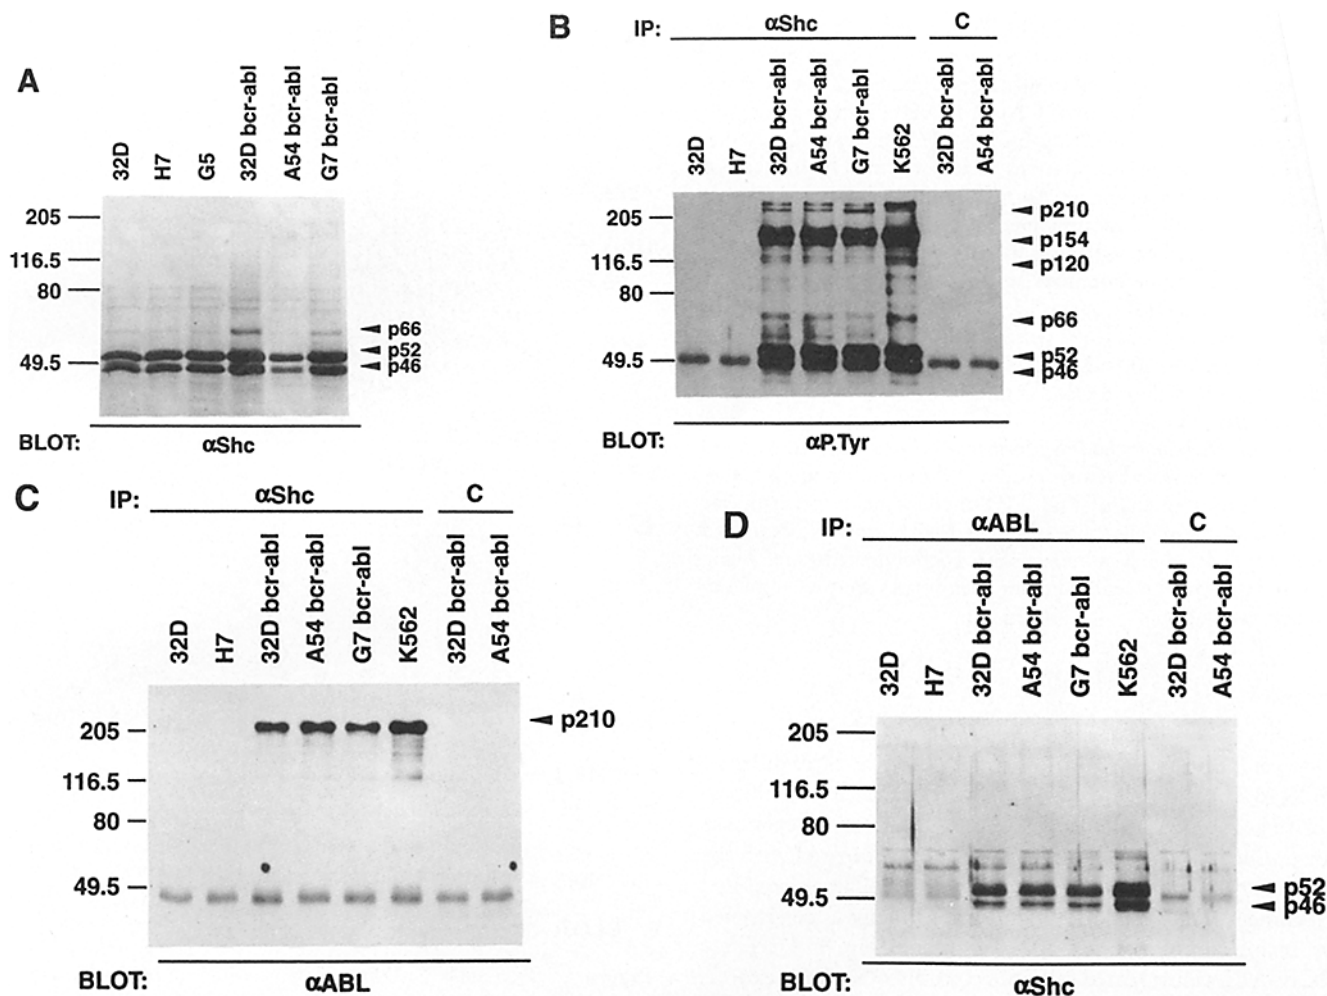 A
32D
H7
G5
32D bcr-abl
A54 bcr-abl
G7 bcr-abl
205
116.5
80
49.5
p66
p52
p46
BLOT:
αShc
B
IP:
αShc
C
32D
H7
32D bcr-abl
A54 bcr-abl
G7 bcr-abl
K562
32D bcr-abl
A54 bcr-abl
205
116.5
80
49.5
p210
p154
p120
p66
p52
p46
BLOT:
αP.Tyr
C
IP:
αShc
C
32D
H7
32D bcr-abl
A54 bcr-abl
G7 bcr-abl
K562
32D bcr-abl
A54 bcr-abl
205
116.5
80
49.5
p210
BLOT:
αABL
D
IP:
αABL
C
32D
H7
32D bcr-abl
A54 bcr-abl
G7 bcr-abl
K562
32D bcr-abl
A54 bcr-abl
205
116.5
80
49.5
p52
p46
BLOT:
αShc